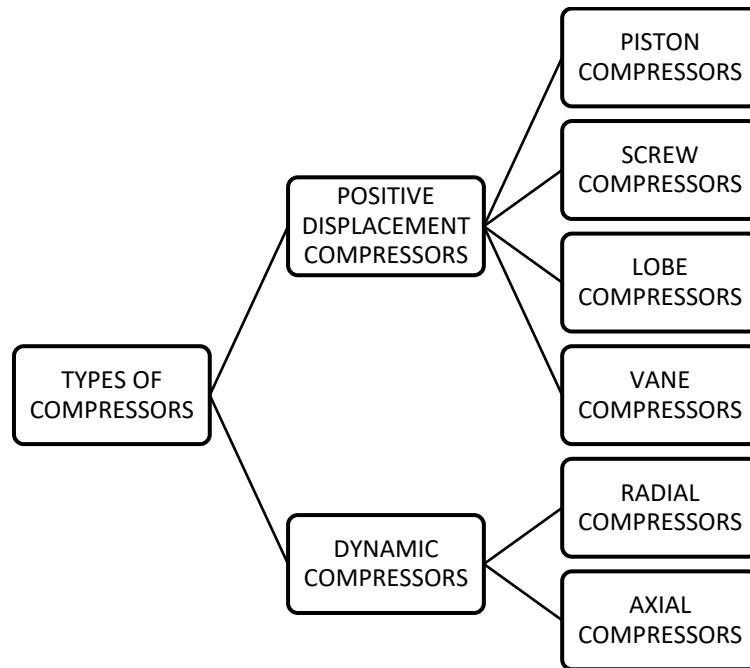 TYPES OF
COMPRESSORS
POSITIVE
DISPLACEMENT
COMPRESSORS
PISTON
COMPRESSORS
SCREW
COMPRESSORS
LOBE
COMPRESSORS
VANE
COMPRESSORS
DYNAMIC
COMPRESSORS
RADIAL
COMPRESSORS
AXIAL
COMPRESSORS